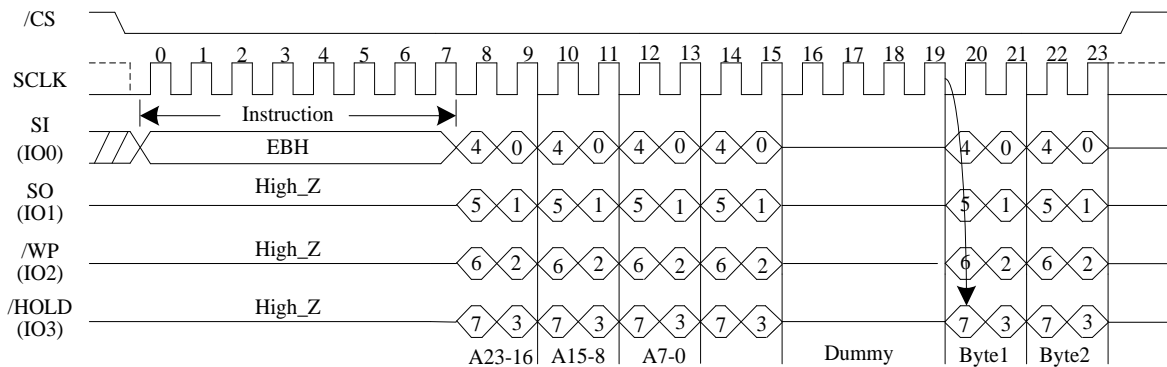 /CS
0 1 2 3 4 5 6 7 8 9 10 11 12 13 14 15 16 17 18 19 20 21 22 23
SCLK
Instruction
SI
(IO0)
EBH
4 0 4 0 4 0 4 0 4 0 4 0
SO
(IO1)
High_Z
5 1 5 1 5 1 5 1 5 1 5 1
/WP
(IO2)
High_Z
6 2 6 2 6 2 6 2 6 2 6 2
/HOLD
(IO3)
High_Z
7 3 7 3 7 3 7 3 7 3 7 3
A23-16 A15-8 A7-0 Dummy Byte1 Byte2